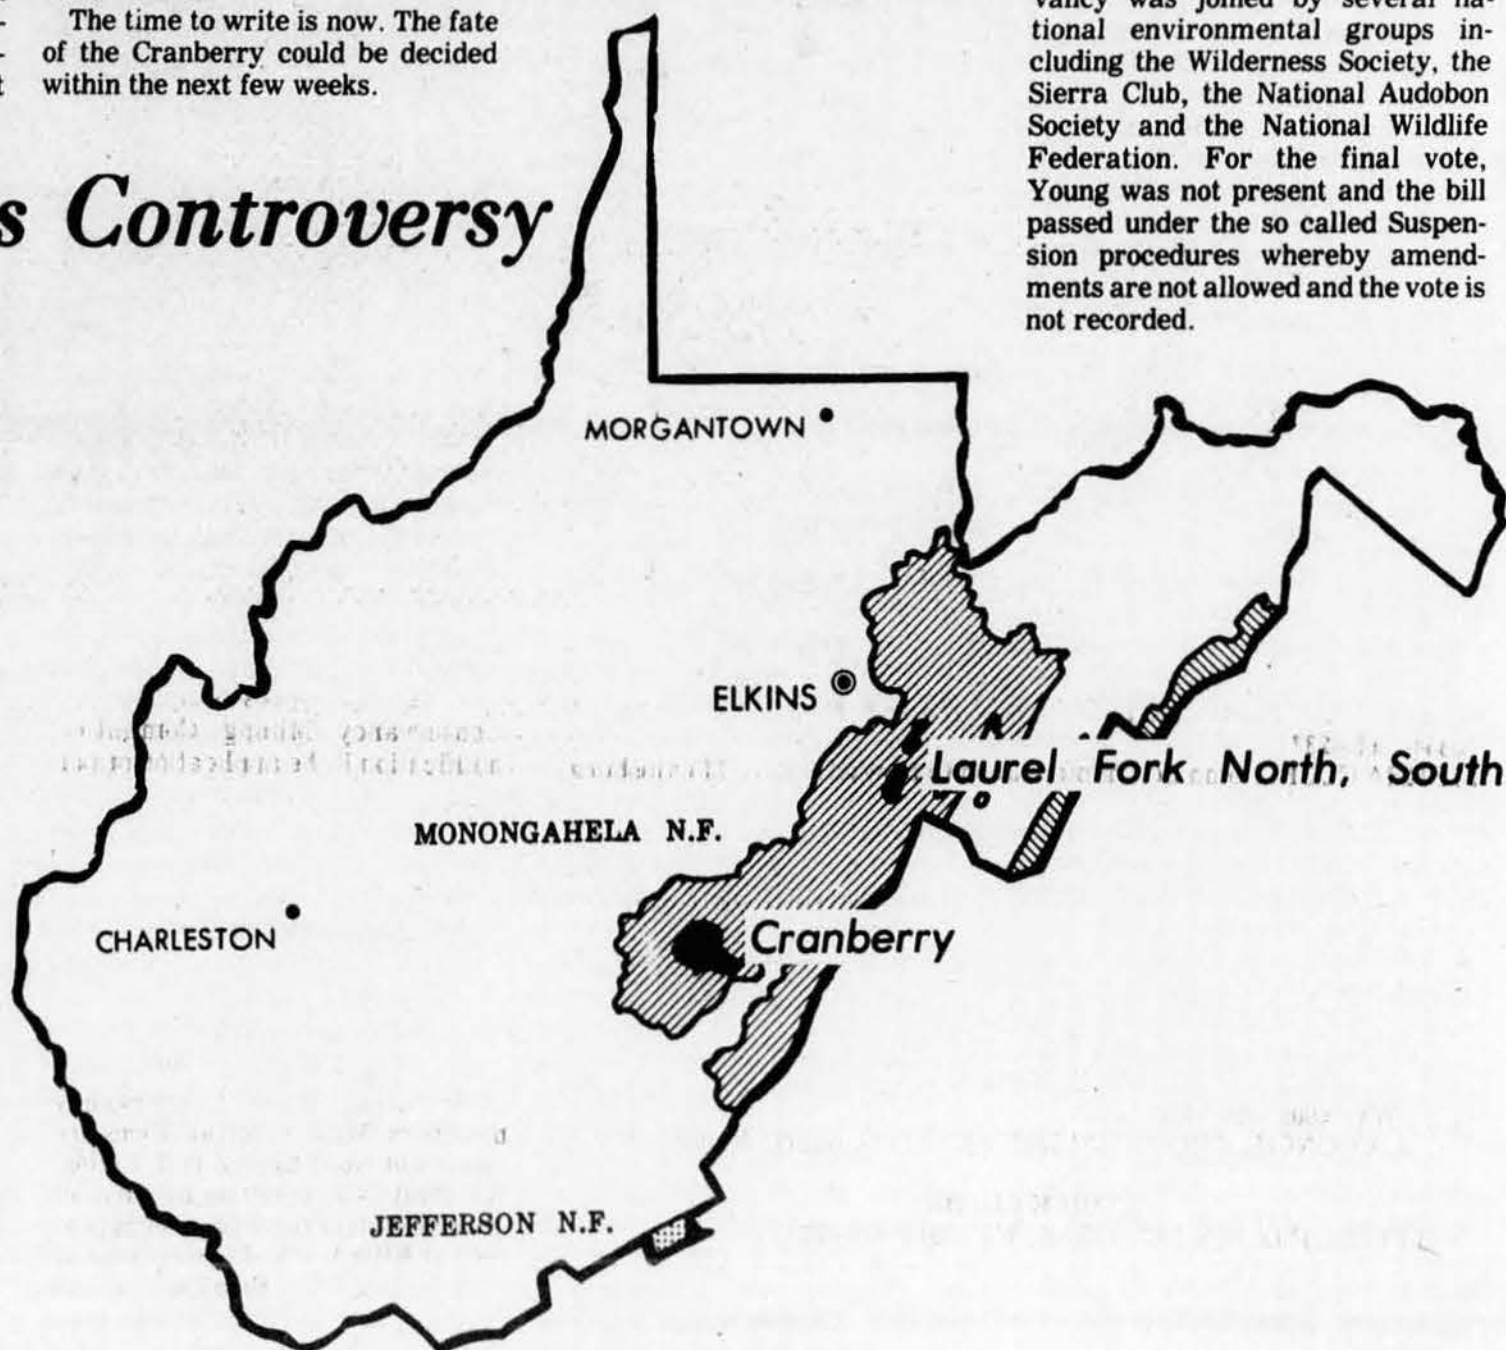 The time to write is now. The fate
of the Cranberry could be decided
t within the next few weeks.
s Controversy
tional environmental groups in-
cluding the Wilderness Society, the
Sierra Club, the National Audobon
Society and the National Wildlife
Federation. For the final vote,
Young was not present and the bill
passed under the so called Suspen-
sion procedures whereby amend-
ments are not allowed and the vote is
not recorded.
MORGANTOWN
ELKINS
Laurel Fork North, South
MONONGAHELA N.F.
CHARLESTON
Cranberry
JEFFERSON N.F.